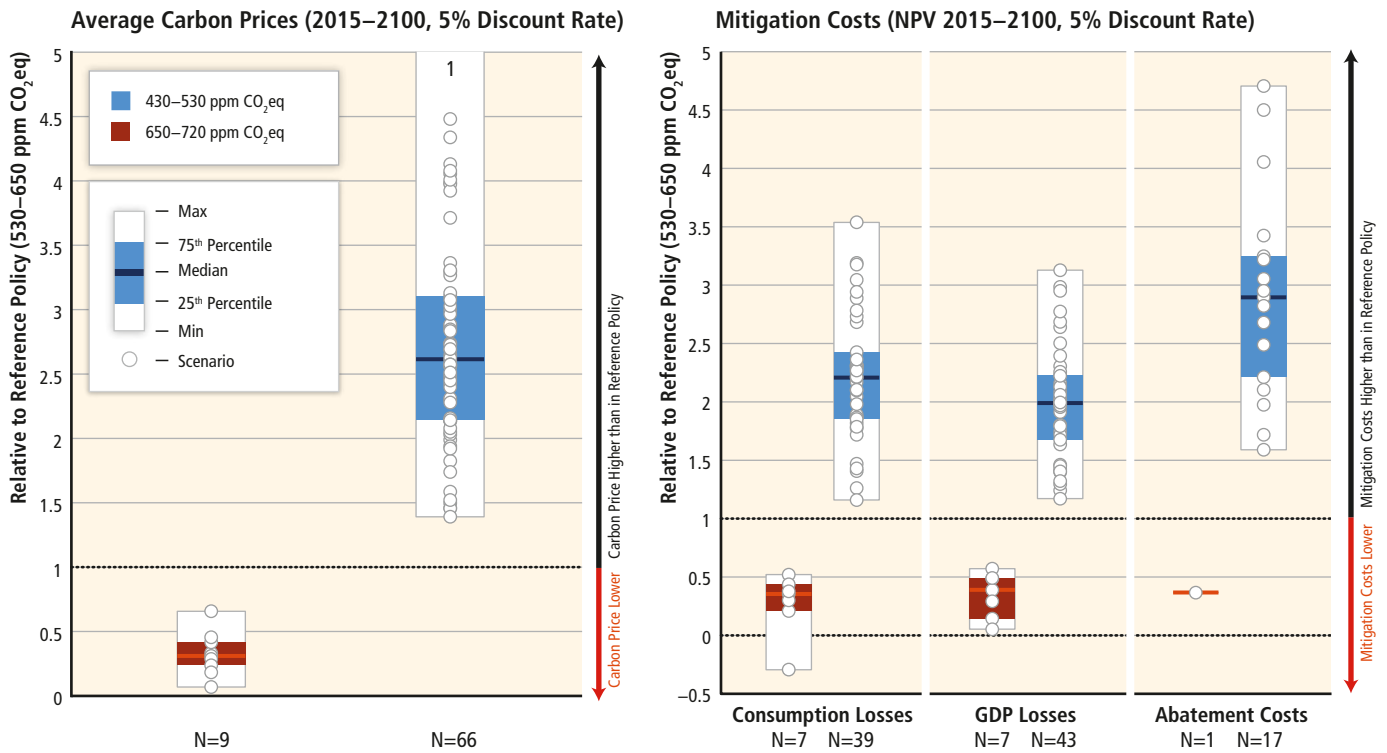 Average Carbon Prices (2015–2100, 5% Discount Rate)
Relative to Reference Policy (530–650 ppm CO₂eq)
5
4.5
4
3.5
3
2.5
2
1.5
1
0.5
0
430–530 ppm CO₂eq
650–720 ppm CO₂eq
Max
75th Percentile
Median
25th Percentile
Min
Scenario
1
N=9
N=66
Carbon Price Higher than in Reference Policy
Carbon Price Lower
Mitigation Costs (NPV 2015–2100, 5% Discount Rate)
Relative to Reference Policy (530–650 ppm CO₂eq)
5
4.5
4
3.5
3
2.5
2
1.5
1
0.5
0
–0.5
Consumption Losses
N=7 N=39
GDP Losses
N=7 N=43
Abatement Costs
N=1 N=17
Mitigation Costs Higher than in Reference Policy
Mitigation Costs Lower